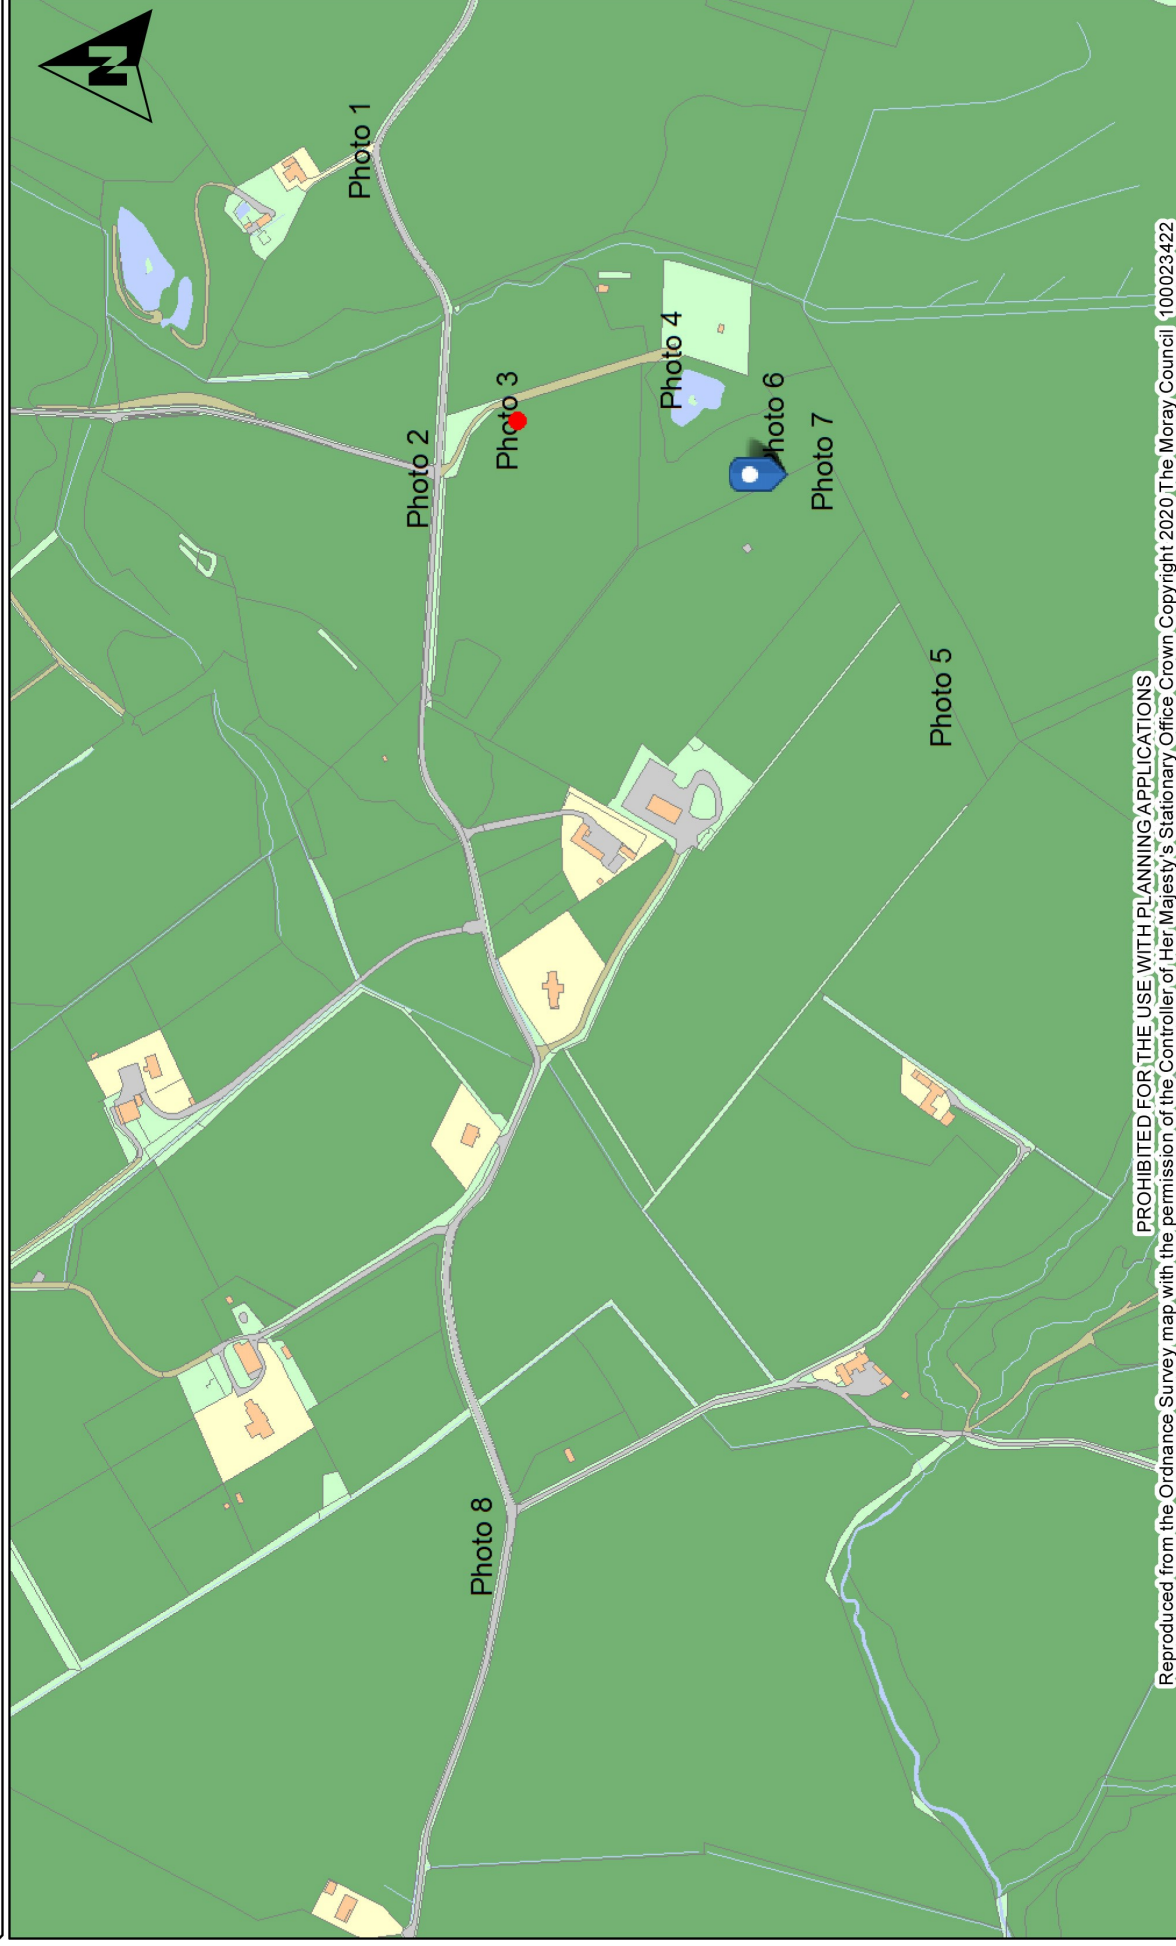 N
Photo 1
Photo 2
Photo 3
Photo 4
Photo 6
Photo 7
Photo 5
Photo 8
PROHIBITED FOR THE USE WITH PLANNING APPLICATIONS
Reproduced from the Ordnance Survey map with the permission of the Controller of Her Majesty's Stationary Office Crown Copyright 2020 The Moray Council 100023422